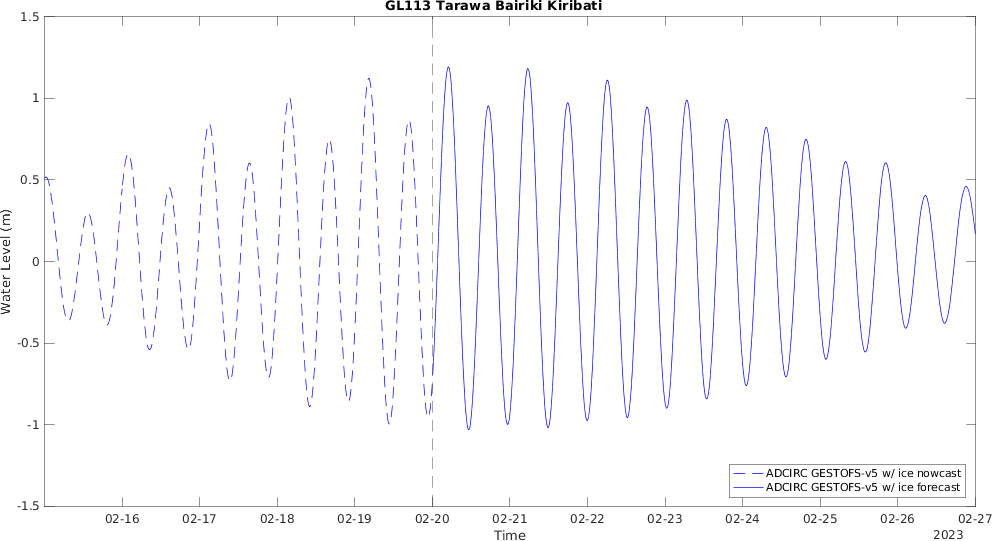 GL113 Tarawa Bairiki Kiribati
1.5
1
0.5
0
-0.5
-1
-1.5
Water Level (m)
02-16 02-17 02-18 02-19 02-20 02-21 02-22 02-23 02-24 02-25 02-26 02-27
Time
2023
ADCIRC GESTOFS-v5 w/ ice nowcast
ADCIRC GESTOFS-v5 w/ ice forecast